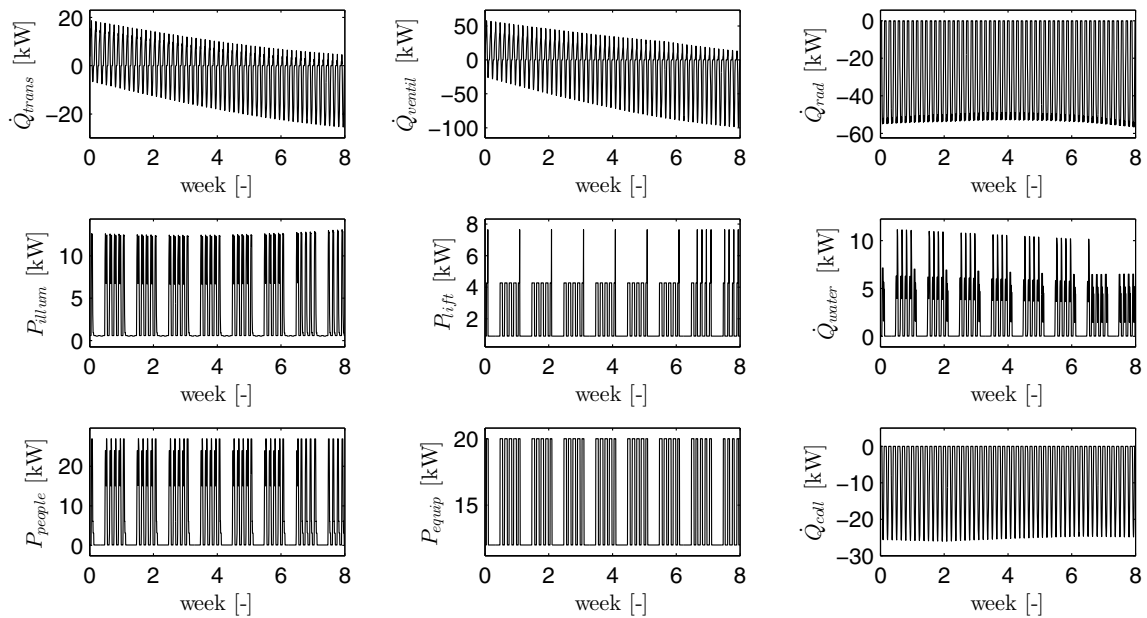 Q̇trans [kW]
20
0
−20
0 2 4 6 8
week [-]
Q̇ventil [kW]
50
0
−50
−100
0 2 4 6 8
week [-]
Q̇rad [kW]
0
−20
−40
−60
0 2 4 6 8
week [-]
Pillum [kW]
10
5
0
0 2 4 6 8
week [-]
Plift [kW]
8
6
4
2
0 2 4 6 8
week [-]
Q̇water [kW]
10
5
0
0 2 4 6 8
week [-]
Ppeople [kW]
20
10
0
0 2 4 6 8
week [-]
Pequip [kW]
20
15
0 2 4 6 8
week [-]
Q̇coll [kW]
0
−10
−20
−30
0 2 4 6 8
week [-]